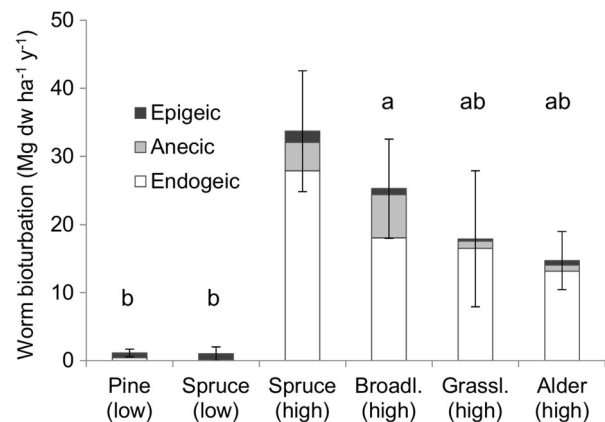 50
40
30
20
10
0
Worm bioturbation (Mg dw ha⁻¹ y⁻¹)
Epigeic
Anecic
Endogeic
b
b
a
ab
ab
Pine
(low)
Spruce
(low)
Spruce
(high)
Broadl.
(high)
Grassl.
(high)
Alder
(high)